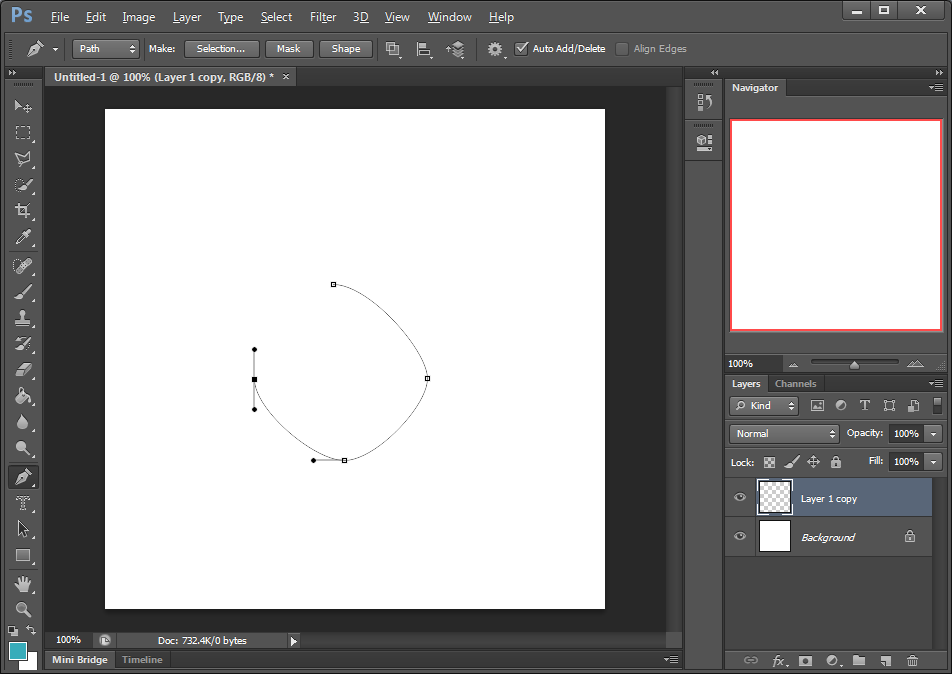 Ps File Edit Image Layer Type Select Filter 3D View Window Help
Path Make: Selection... Mask Shape Auto Add/Delete Align Edges
Untitled-1 @ 100% (Layer 1 copy, RGB/8) * ×
Navigator
100%
Layers Channels
Kind
Normal Opacity: 100%
Lock: Fill: 100%
Layer 1 copy
Background
100% Doc: 732.4K/0 bytes
Mini Bridge Timeline
fx